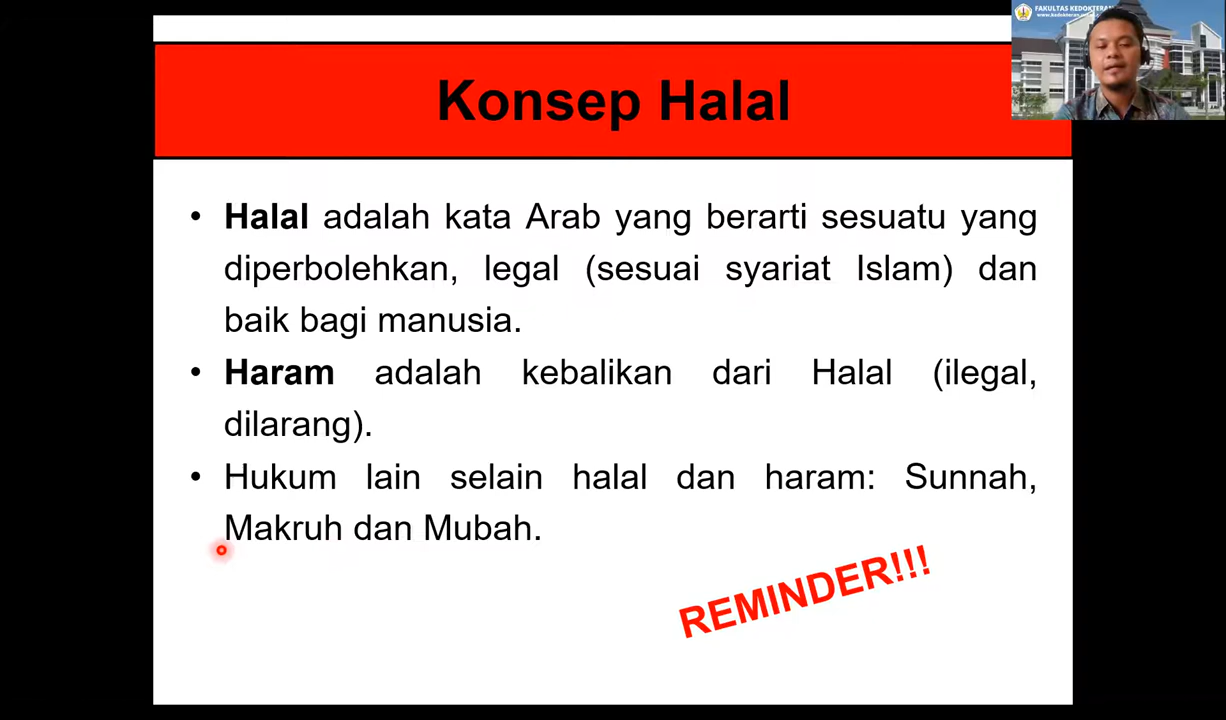 FAKULTAS KEDOKTERAN
Konsep Halal
• Halal adalah kata Arab yang berarti sesuatu yang
diperbolehkan, legal (sesuai syariat Islam) dan
baik bagi manusia.
• Haram adalah kebalikan dari Halal (ilegal,
dilarang).
• Hukum lain selain halal dan haram: Sunnah,
Makruh dan Mubah.
REMINDER!!!